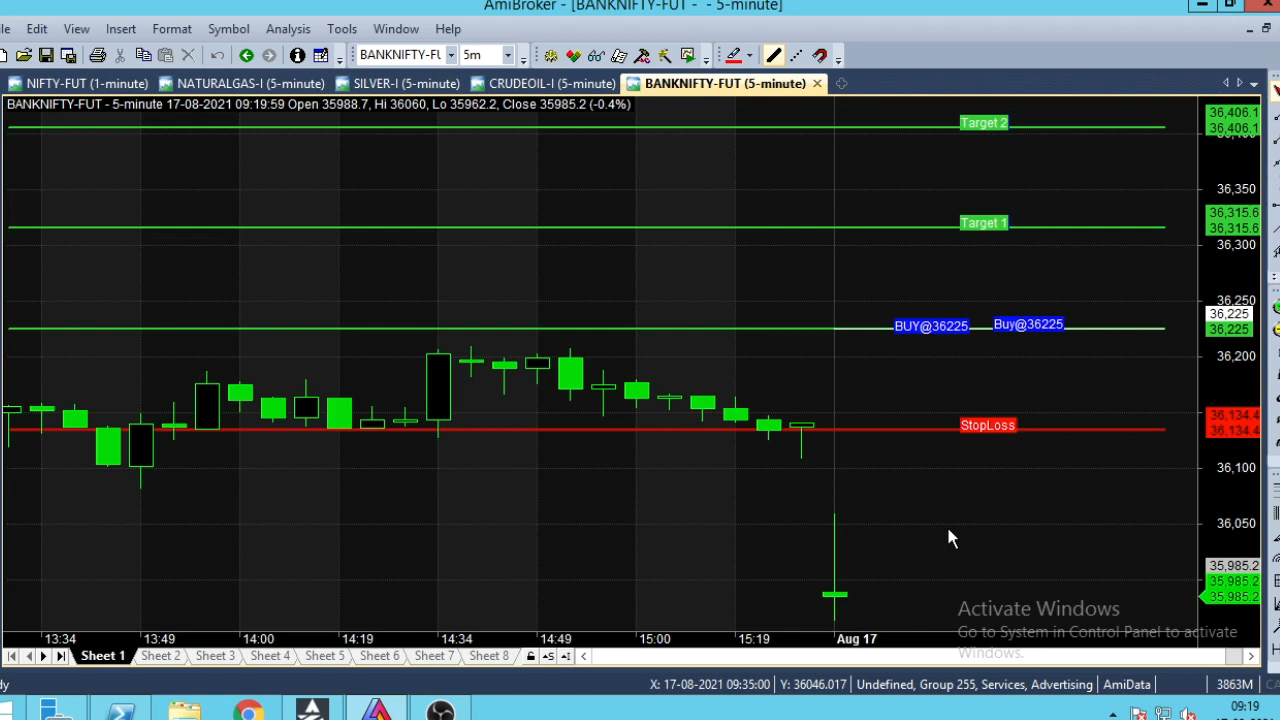 AmiBroker - [BANKNIFTY-FUT - - 5-minute]
Edit View Insert Format Symbol Analysis Tools Window Help
BANKNIFTY-FL 5m
NIFTY-FUT (1-minute) NATURALGAS-I (5-minute) SILVER-I (5-minute) CRUDEOIL-I (5-minute) BANKNIFTY-FUT (5-minute)
BANKNIFTY-FUT - 5-minute 17-08-2021 09:19:59 Open 35988.7, Hi 36060, Lo 35962.2, Close 35985.2 (-0.4%)
36,406.1
Target 2 36,406.1
36,350
36,315.6
Target 1 36,315.6
36,300
36,250
36,225
BUY@36225 Buy@36225 36,225
36,200
36,134.4
StopLoss 36,134.4
36,100
36,050
35,985.2
35,985.2
35,985.2
Activate Windows
Go to System in Control Panel to activate
Windows.
13:34 13:49 14:00 14:19 14:34 14:49 15:00 15:19 Aug 17
Sheet 1 Sheet 2 Sheet 3 Sheet 4 Sheet 5 Sheet 6 Sheet 7 Sheet 8
X: 17-08-2021 09:35:00 Y: 36046.017 Undefined, Group 255, Services, Advertising AmiData 3863M
09:19